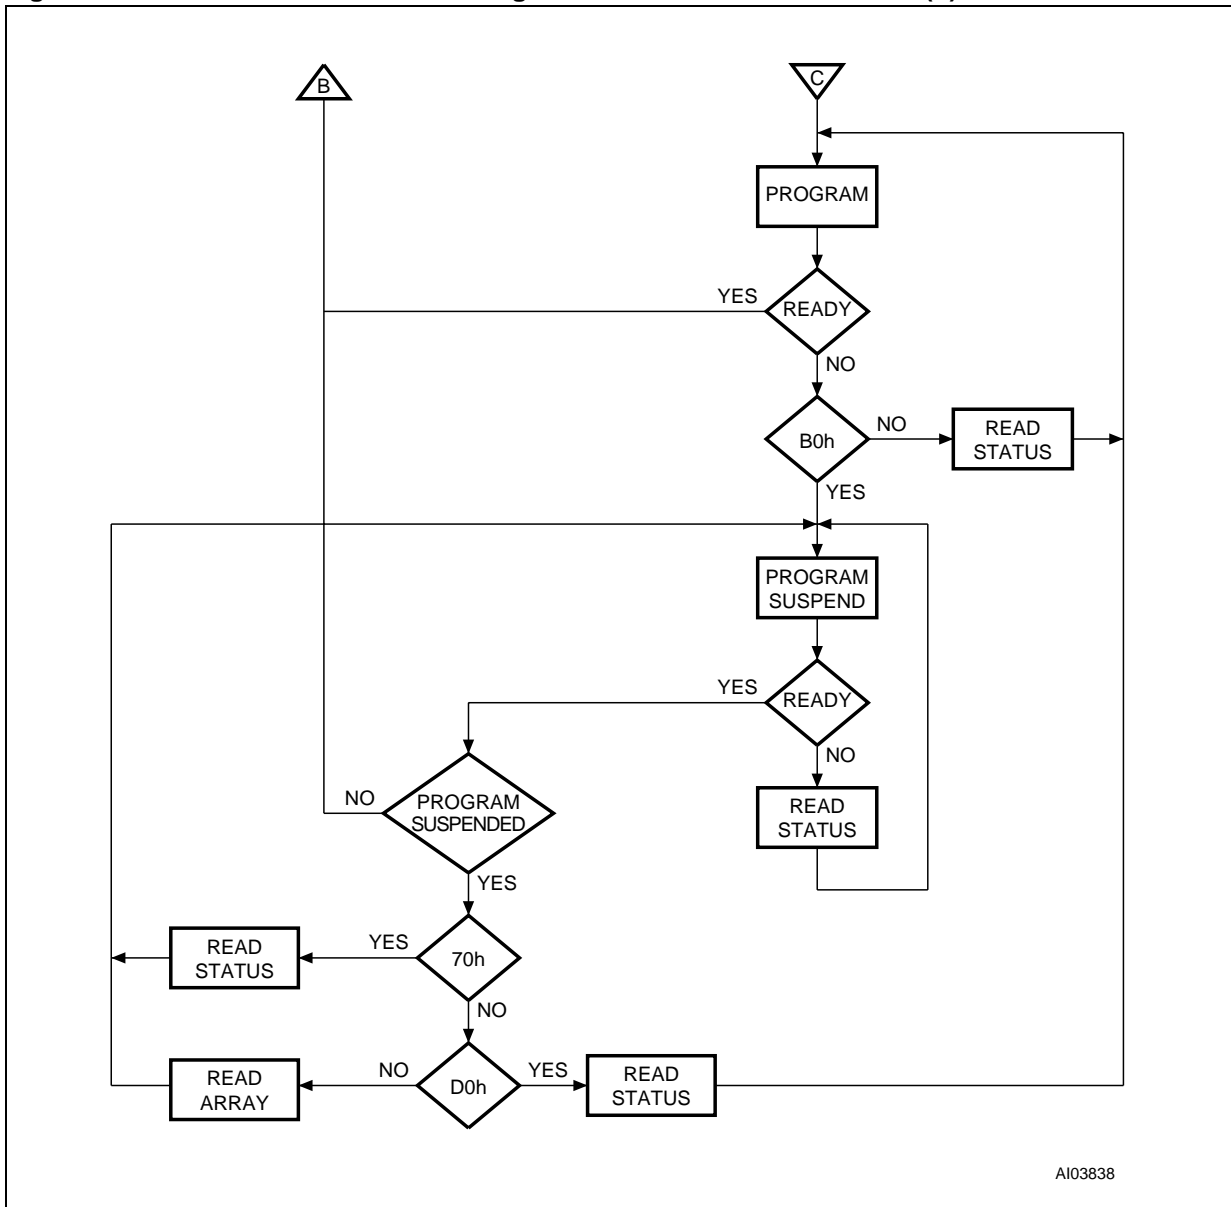 B
C
PROGRAM
YES
READY
NO
B0h
NO
READ
STATUS
YES
PROGRAM
SUSPEND
YES
READY
NO
READ
STATUS
NO
PROGRAM
SUSPENDED
YES
READ
STATUS
YES
70h
NO
READ
ARRAY
NO
D0h
YES
READ
STATUS
AI03838